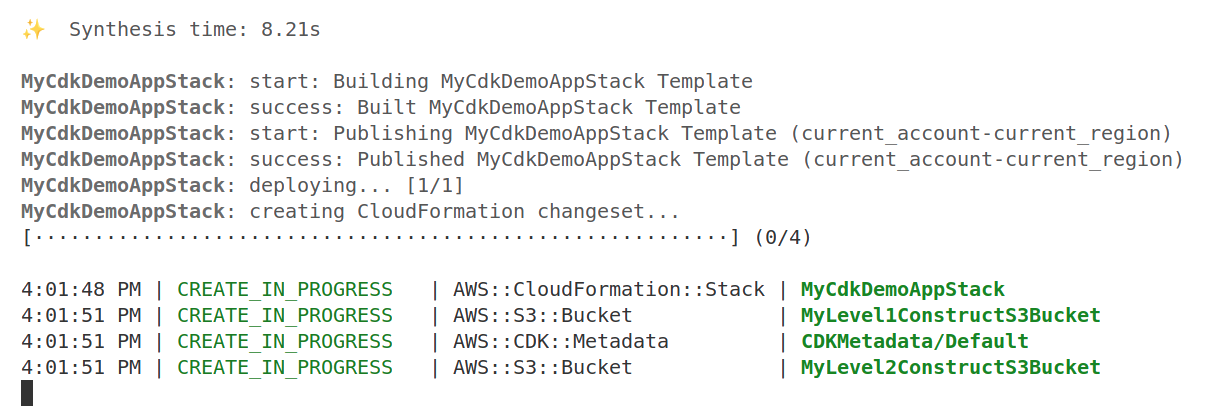 ✨  Synthesis time: 8.21s
MyCdkDemoAppStack: start: Building MyCdkDemoAppStack Template
MyCdkDemoAppStack: success: Built MyCdkDemoAppStack Template
MyCdkDemoAppStack: start: Publishing MyCdkDemoAppStack Template (current_account-current_region)
MyCdkDemoAppStack: success: Published MyCdkDemoAppStack Template (current_account-current_region)
MyCdkDemoAppStack: deploying... [1/1]
MyCdkDemoAppStack: creating CloudFormation changeset...
[··························································] (0/4)
4:01:48 PM | CREATE_IN_PROGRESS   | AWS::CloudFormation::Stack | MyCdkDemoAppStack
4:01:51 PM | CREATE_IN_PROGRESS   | AWS::S3::Bucket            | MyLevel1ConstructS3Bucket
4:01:51 PM | CREATE_IN_PROGRESS   | AWS::CDK::Metadata         | CDKMetadata/Default
4:01:51 PM | CREATE_IN_PROGRESS   | AWS::S3::Bucket            | MyLevel2ConstructS3Bucket